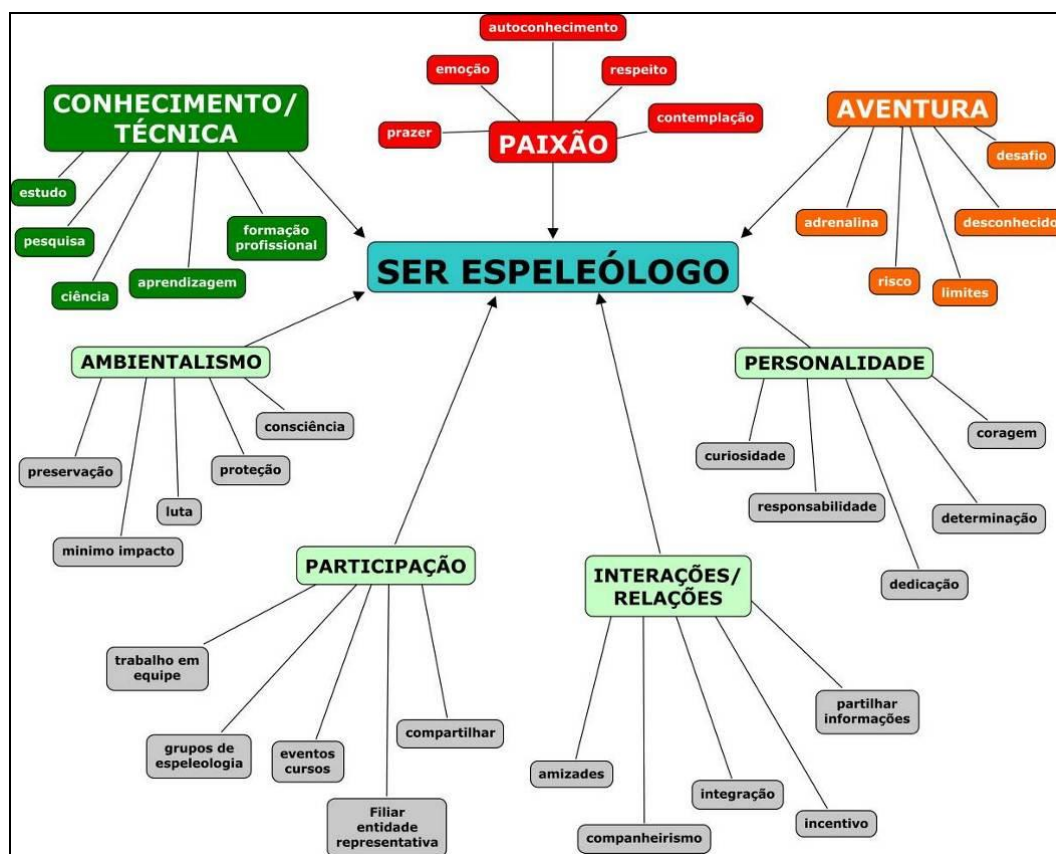 autoconhecimento
emoção
respeito
prazer
contemplação
PAIXÃO
CONHECIMENTO/
TÉCNICA
estudo
pesquisa
ciência
aprendizagem
formação
profissional
AVENTURA
desafio
adrenalina
desconhecido
risco
limites
SER ESPELEÓLOGO
AMBIENTALISMO
consciência
preservação
proteção
luta
minimo impacto
PERSONALIDADE
coragem
curiosidade
responsabilidade
determinação
dedicação
PARTICIPAÇÃO
trabalho em
equipe
grupos de
espeleologia
eventos
cursos
compartilhar
Filiar
entidade
representativa
INTERAÇÕES/
RELAÇÕES
partilhar
informações
amizades
integração
incentivo
companheirismo